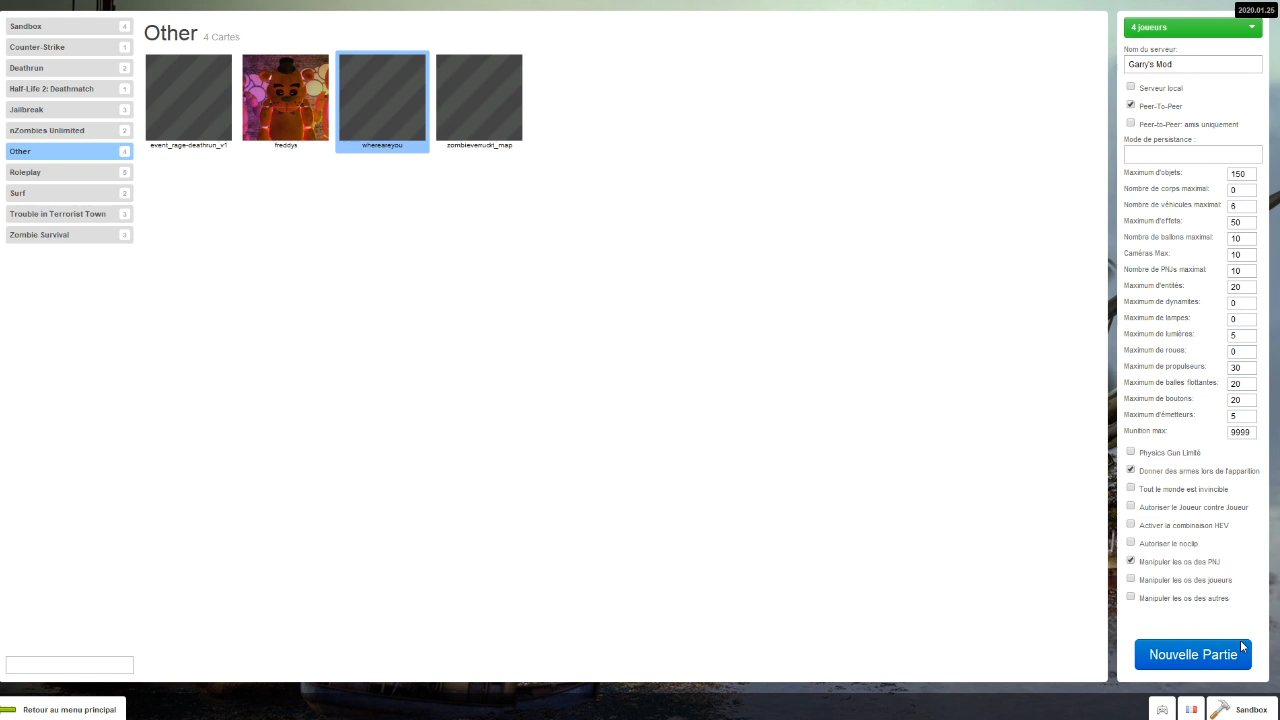 2020.01.25
Sandbox 4
Counter-Strike 1
Deathrun 2
Half-Life 2: Deathmatch 1
Jailbreak 3
nZombies Unlimited 2
Other 4
Roleplay 5
Surf 2
Trouble in Terrorist Town 3
Zombie Survival 3
Other 4 Cartes
event_rage-deathrun_v1
freddys
whereareyou
zombieverruckt_map
4 joueurs
Nom du serveur:
Garry's Mod
Serveur local
Peer-To-Peer
Peer-to-Peer: amis uniquement
Mode de persistance :
Maximum d'objets: 150
Nombre de corps maximal: 0
Nombre de véhicules maximal: 6
Maximum d'effets: 50
Nombre de ballons maximal: 10
Caméras Max: 10
Nombre de PNJs maximal: 10
Maximum d'entités: 20
Maximum de dynamites: 0
Maximum de lampes: 0
Maximum de lumières: 5
Maximum de roues: 0
Maximum de propulseurs: 30
Maximum de balles flottantes: 20
Maximum de boutons: 20
Maximum d'émetteurs: 5
Munition max: 9999
Physics Gun Limité
Donner des armes lors de l'apparition
Tout le monde est invincible
Autoriser le Joueur contre Joueur
Activer la combinaison HEV
Autoriser le noclip
Manipuler les os des PNJ
Manipuler les os des joueurs
Manipuler les os des autres
Nouvelle Partie
Retour au menu principal
Sandbox